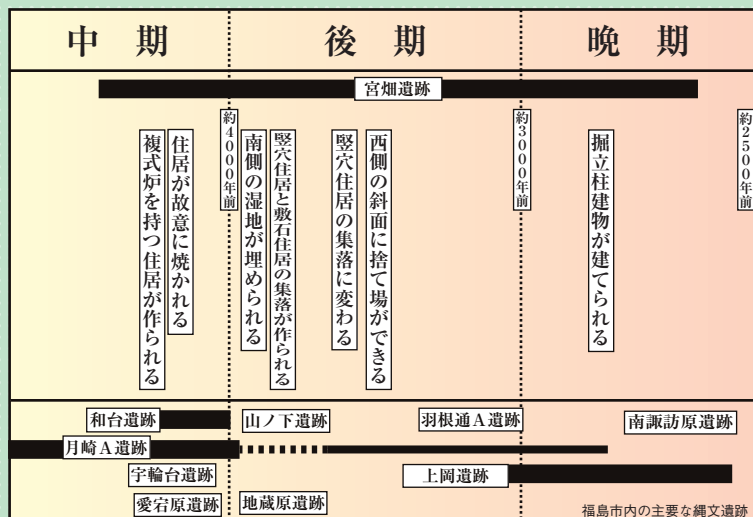 中期
後期
晩期
宮畑遺跡
複式炉を持つ住居が作られる
住居が故意に焼かれる
約4000年前
南側の湿地が埋められる
竪穴住居と敷石住居の集落が作られる
竪穴住居の集落に変わる
西側の斜面に捨て場ができる
約3000年前
掘立柱建物が建てられる
約2500年前
和台遺跡
山ノ下遺跡
羽根通A遺跡
南諏訪原遺跡
月崎A遺跡
宇輪台遺跡
上岡遺跡
愛宕原遺跡
地蔵原遺跡
福島市内の主要な縄文遺跡